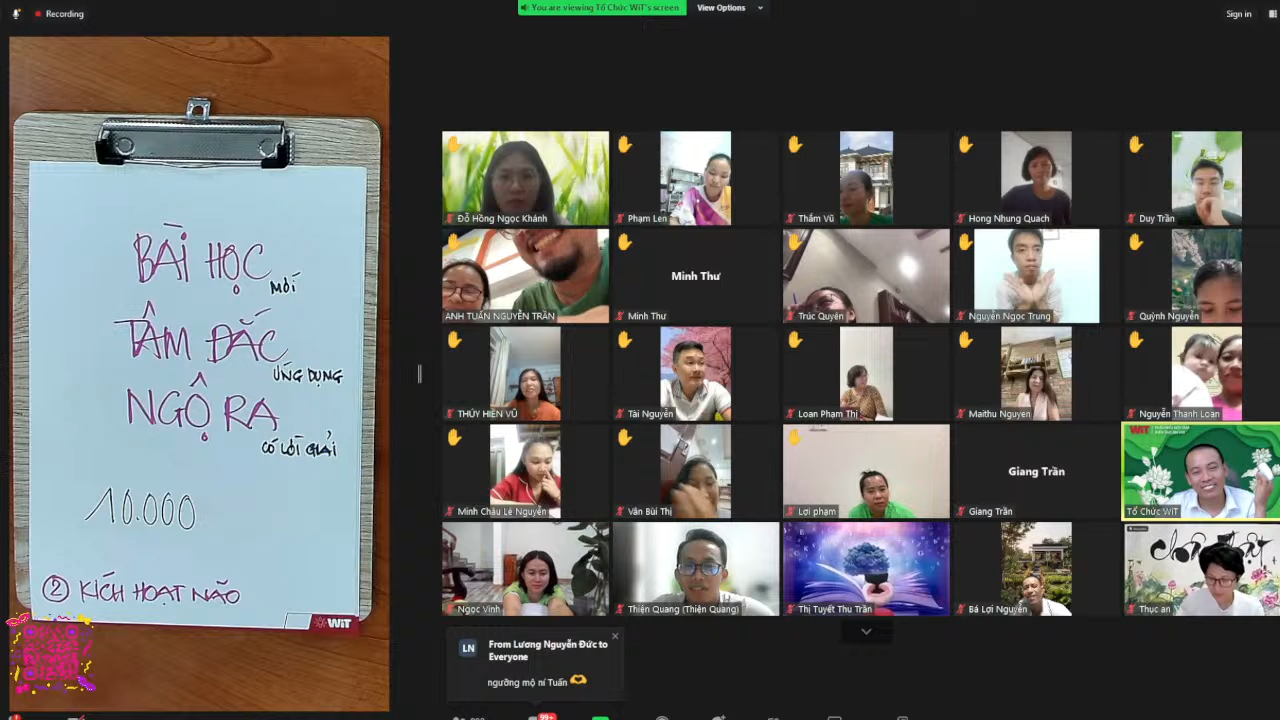 Recording
You are viewing Tổ Chức WiT's screen
View Options
Sign in
BÀI HỌC
MỚI
TÂM ĐẮC
ỨNG DỤNG
NGỘ RA
CÓ LỜI GIẢI
10.000
② KÍCH HOẠT NÃO
WiT
Đỗ Hồng Ngọc Khánh
Phạm Len
Thắm Vũ
Hong Nhung Quach
Duy Trần
ANH TUẤN NGUYỄN TRẦN
Minh Thư
Minh Thư
Trúc Quyên
Nguyễn Ngọc Trung
Quỳnh Nguyễn
THÚY HIỀN VŨ
Tài Nguyễn
Loan Phạm Thị
Maithu Nguyen
Nguyễn Thanh Loan
Minh Châu Lê Nguyễn
Vân Bùi Thị
Lợi phạm
Giang Trần
Giang Trần
WiT
Tổ Chức WiT
Ngọc Vinh
Thiện Quang (Thiện Quang)
Thị Tuyết Thu Trần
Bá Lợi Nguyễn
Thục an
LN
From Lương Nguyễn Đức to
Everyone
ngưỡng mộ ní Tuấn 🫶
99+